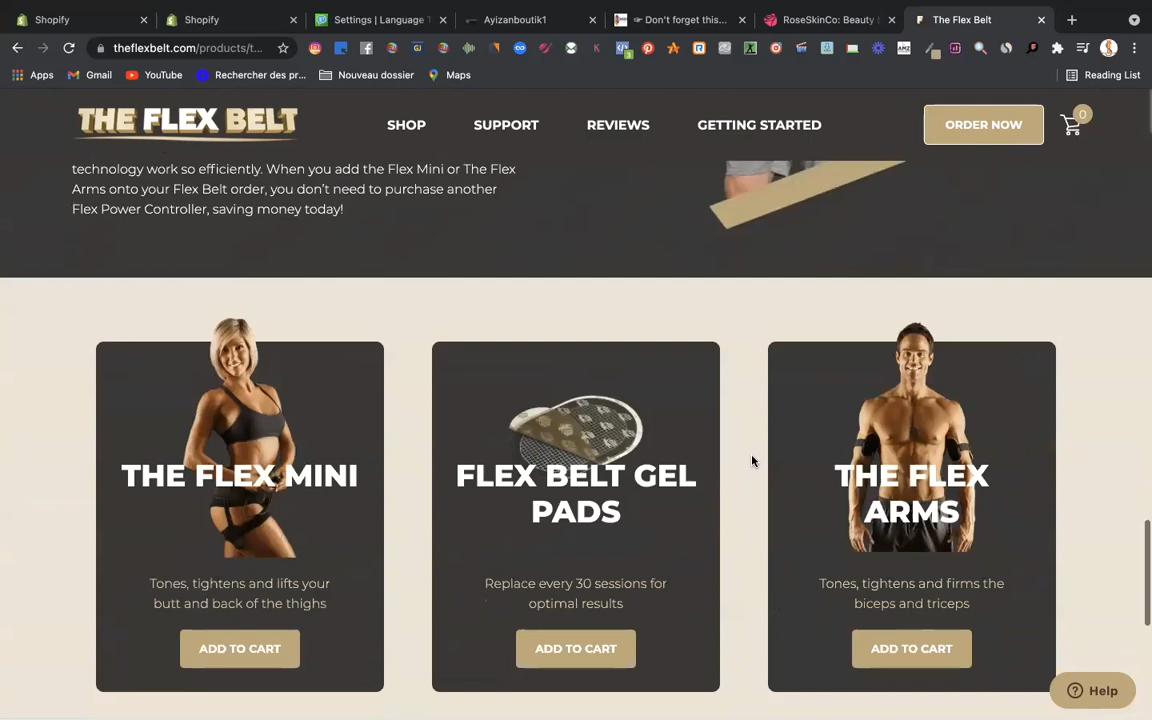 Shopify
Shopify
Settings | Language T
Ayizanboutik1
Don't forget this...
RoseSkinCo: Beauty
The Flex Belt
theflexbelt.com/products/t...
3
AMZ
Apps
Gmail
YouTube
Rechercher des pr...
Nouveau dossier
Maps
Reading List
THE FLEX BELT
SHOP
SUPPORT
REVIEWS
GETTING STARTED
ORDER NOW
0
technology work so efficiently. When you add the Flex Mini or The Flex
Arms onto your Flex Belt order, you don't need to purchase another
Flex Power Controller, saving money today!
THE FLEX MINI
Tones, tightens and lifts your
butt and back of the thighs
ADD TO CART
FLEX BELT GEL
PADS
Replace every 30 sessions for
optimal results
ADD TO CART
THE FLEX
ARMS
Tones, tightens and firms the
biceps and triceps
ADD TO CART
Help